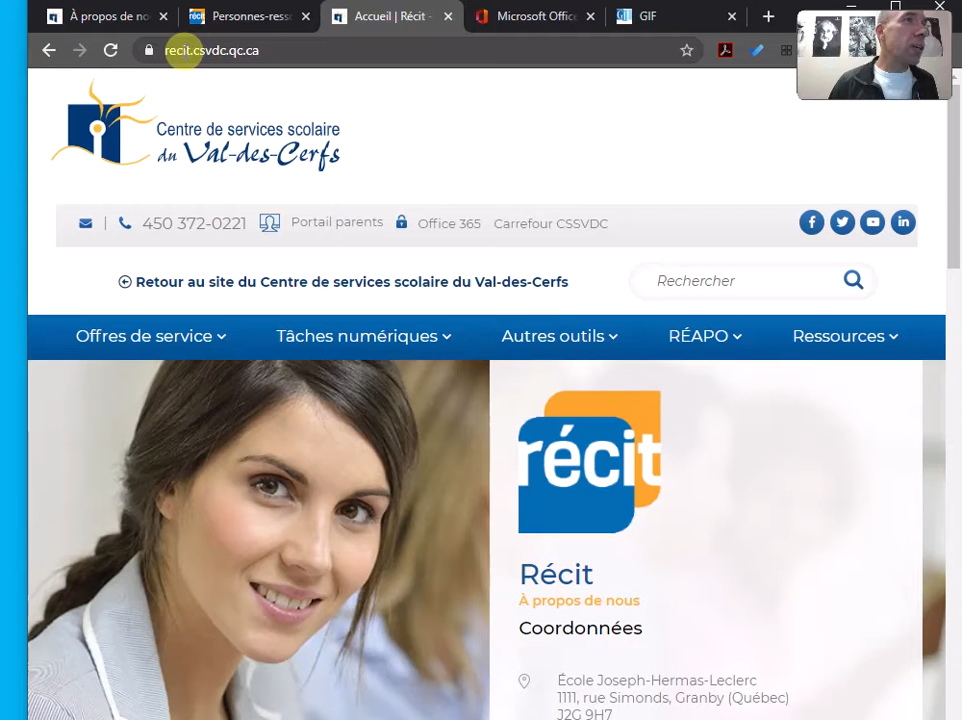 À propos de no
Personnes-ress
Accueil | Récit -
Microsoft Office
GIF
recit.csvdc.qc.ca
Centre de services scolaire
du Val-des-Cerfs
450 372-0221
Portail parents
Office 365
Carrefour CSSVDC
Retour au site du Centre de services scolaire du Val-des-Cerfs
Rechercher
Offres de service
Tâches numériques
Autres outils
RÉAPO
Ressources
récit
Récit
À propos de nous
Coordonnées
École Joseph-Hermas-Leclerc
1111, rue Simonds, Granby (Québec)
J2G 9H7